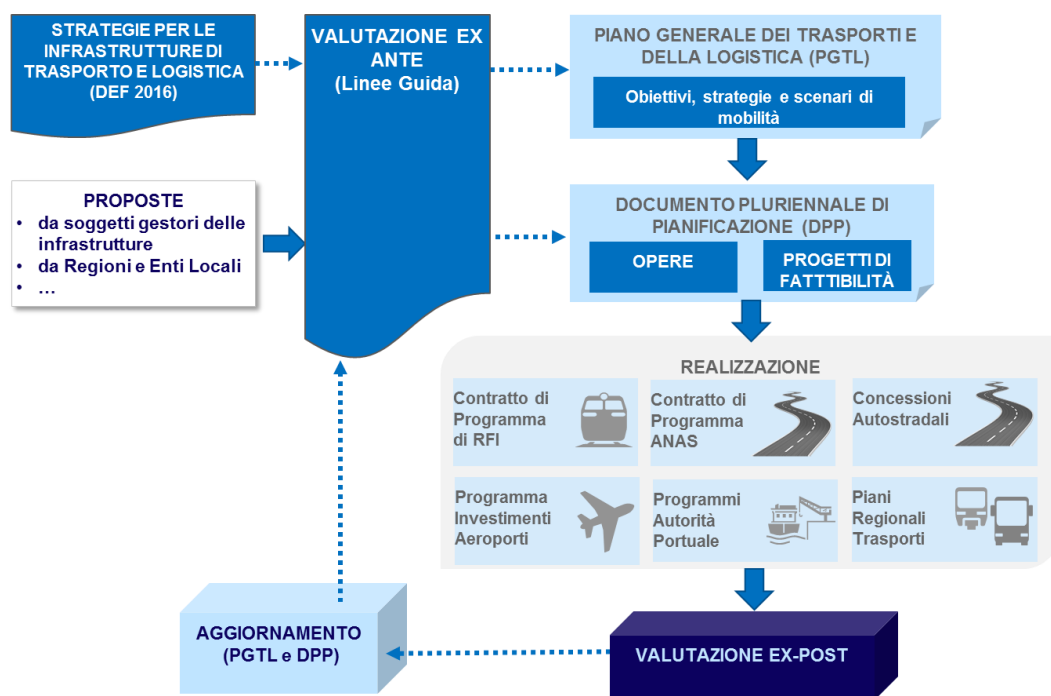 STRATEGIE PER LE
INFRASTRUTTURE DI
TRASPORTO E LOGISTICA
(DEF 2016)
VALUTAZIONE EX
ANTE
(Linee Guida)
PIANO GENERALE DEI TRASPORTI E
DELLA LOGISTICA (PGTL)
Obiettivi, strategie e scenari di
mobilità
PROPOSTE
• da soggetti gestori delle
infrastrutture
• da Regioni e Enti Locali
• …
DOCUMENTO PLURIENNALE DI
PIANIFICAZIONE (DPP)
OPERE
PROGETTI DI
FATTTIBILITÀ
REALIZZAZIONE
Contratto di
Programma
di RFI
Contratto di
Programma
ANAS
Concessioni
Autostradali
Programma
Investimenti
Aeroporti
Programmi
Autorità
Portuale
Piani
Regionali
Trasporti
AGGIORNAMENTO
(PGTL e DPP)
VALUTAZIONE EX-POST